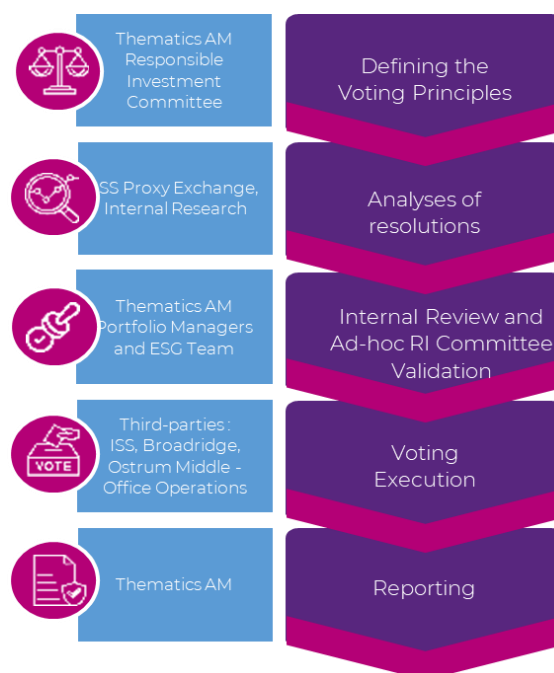 Thematics AM
Responsible
Investment
Committee
Defining the
Voting Principles
SS Proxy Exchange,
Internal Research
Analyses of
resolutions
Thematics AM
Portfolio Managers
and ESG Team
Internal Review and
Ad-hoc RI Committee
Validation
Third-parties :
ISS, Broadridge,
Ostrum Middle -
Office Operations
VOTE
Voting
Execution
Thematics AM
Reporting